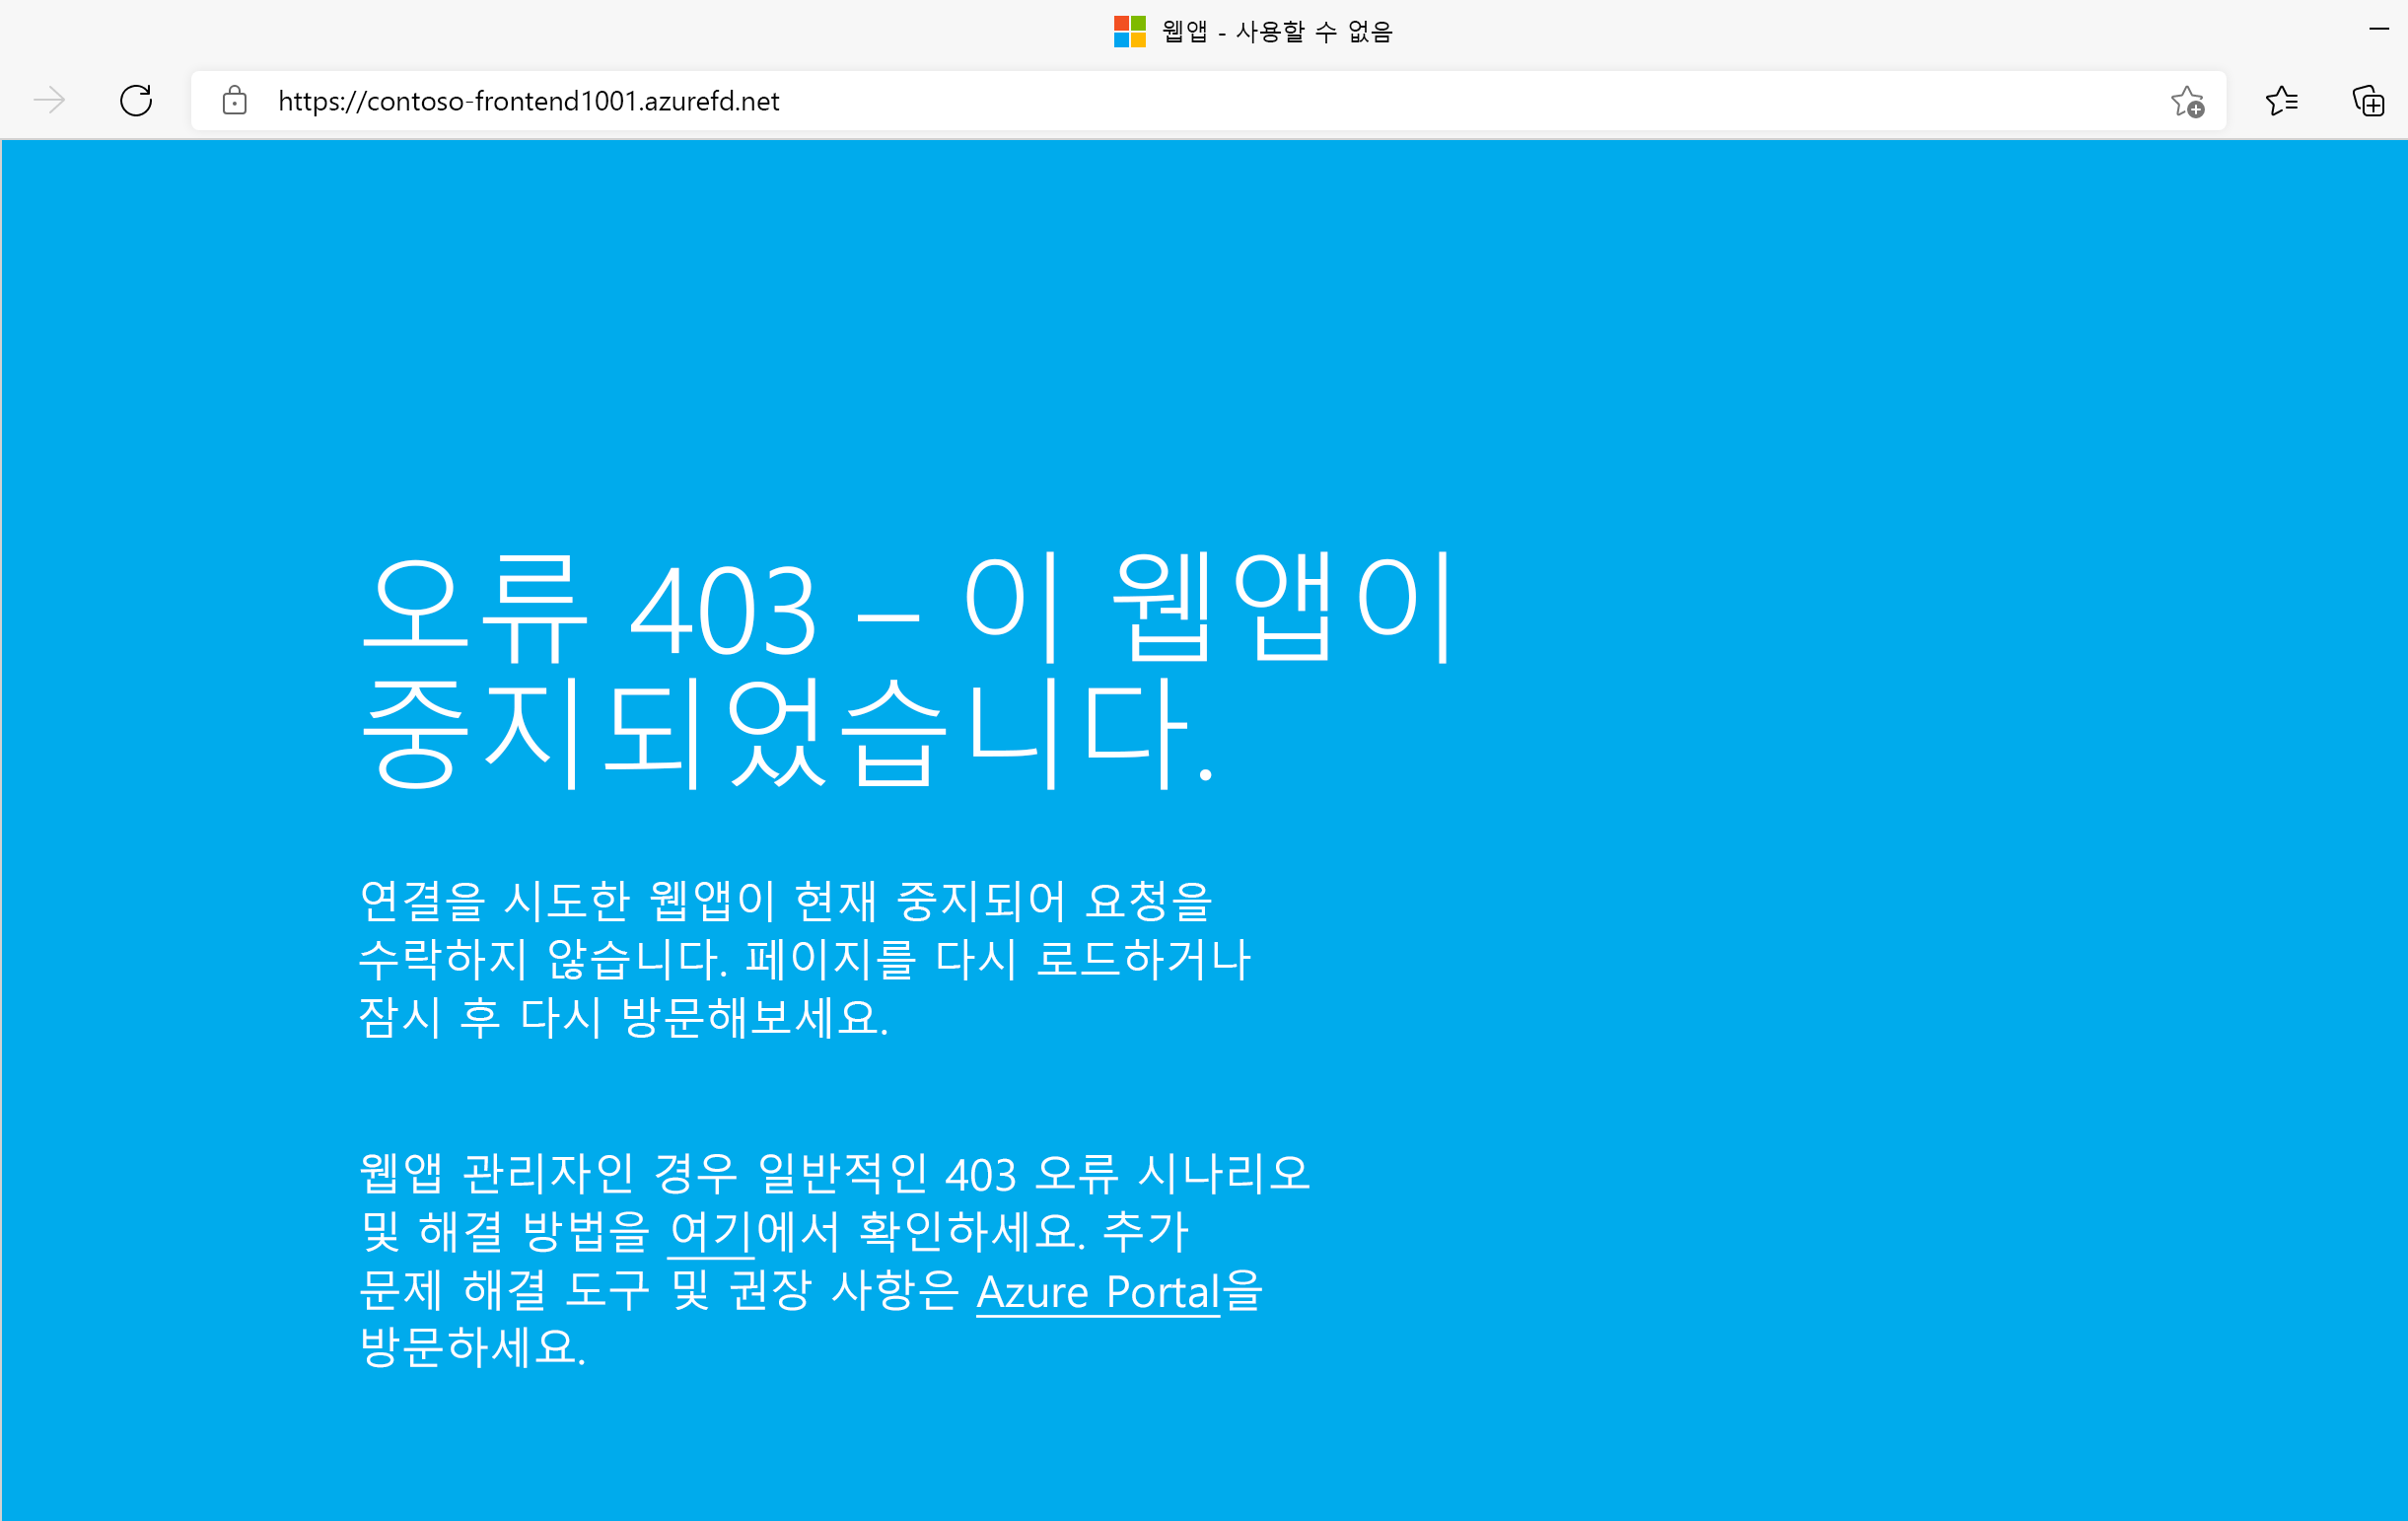 웹앱 - 사용할 수 없음
https://contoso-frontend1001.azurefd.net
오류 403 – 이 웹앱이
중지되었습니다.
연결을 시도한 웹앱이 현재 중지되어 요청을
수락하지 않습니다. 페이지를 다시 로드하거나
잠시 후 다시 방문해보세요.
웹앱 관리자인 경우 일반적인 403 오류 시나리오
및 해결 방법을 여기에서 확인하세요. 추가
문제 해결 도구 및 권장 사항은 Azure Portal을
방문하세요.